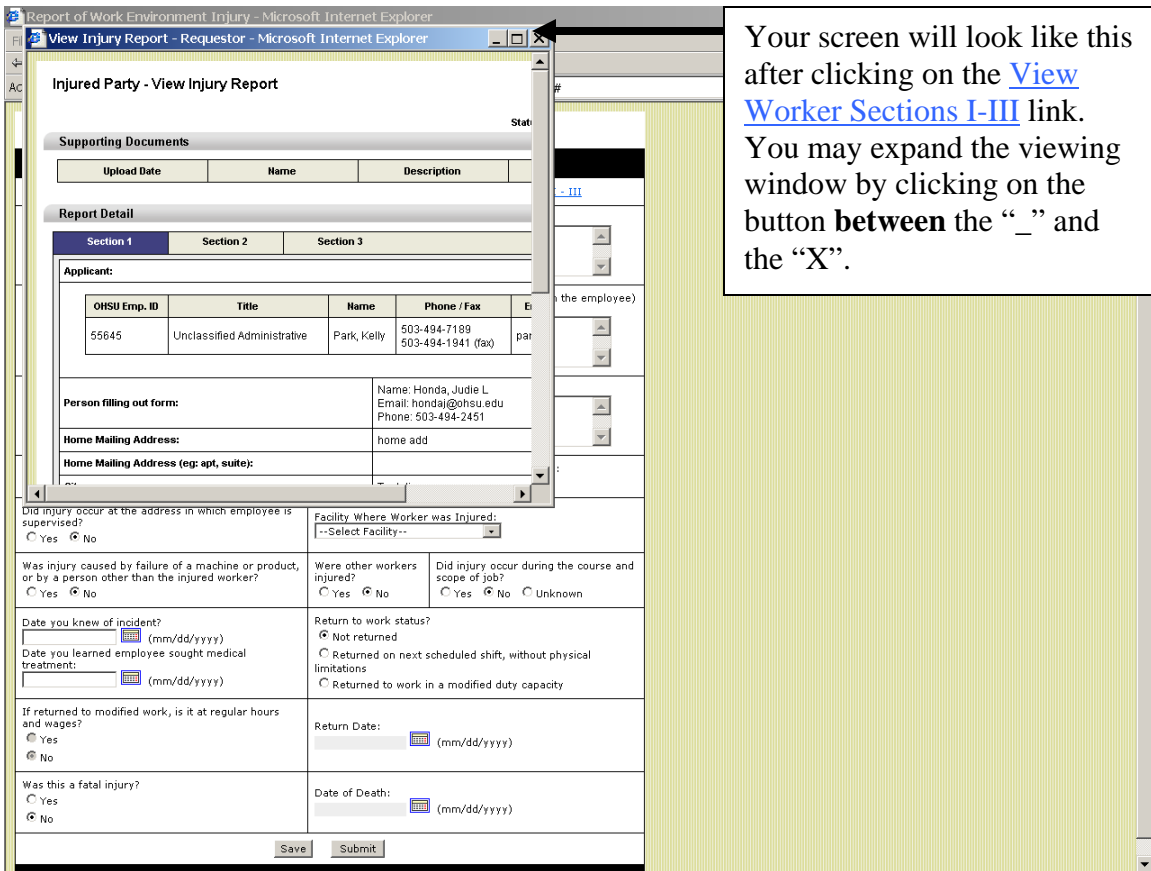 Report of Work Environment Injury - Microsoft Internet Explorer
View Injury Report - Requestor - Microsoft Internet Explorer
Your screen will look like this
after clicking on the View
Worker Sections I-III link.
You may expand the viewing
window by clicking on the
button between the “_” and
the “X”.
#
Injured Party - View Injury Report
Supporting Documents
Upload Date Name Description
- III
Report Detail
Section 1 Section 2 Section 3
Applicant:
the employee)
OHSU Emp. ID Title Name Phone / Fax
55645 Unclassified Administrative Park, Kelly 503-494-7189
503-494-1941 (fax)
Person filling out form:
Name: Honda, Judie L
Email: hondaj@ohsu.edu
Phone: 503-494-2451
Home Mailing Address: home add
Home Mailing Address (eg: apt, suite):
Did injury occur at the address in which employee is
supervised?
Yes No
Facility Where Worker was Injured:
--Select Facility--
Was injury caused by failure of a machine or product,
or by a person other than the injured worker?
Yes No
Were other workers
injured?
Yes No
Did injury occur during the course and
scope of job?
Yes No Unknown
Date you knew of incident?
(mm/dd/yyyy)
Date you learned employee sought medical
treatment:
(mm/dd/yyyy)
Return to work status?
Not returned
Returned on next scheduled shift, without physical
limitations
Returned to work in a modified duty capacity
If returned to modified work, is it at regular hours
and wages?
Yes
No
Return Date:
(mm/dd/yyyy)
Was this a fatal injury?
Yes
No
Date of Death:
(mm/dd/yyyy)
Save Submit